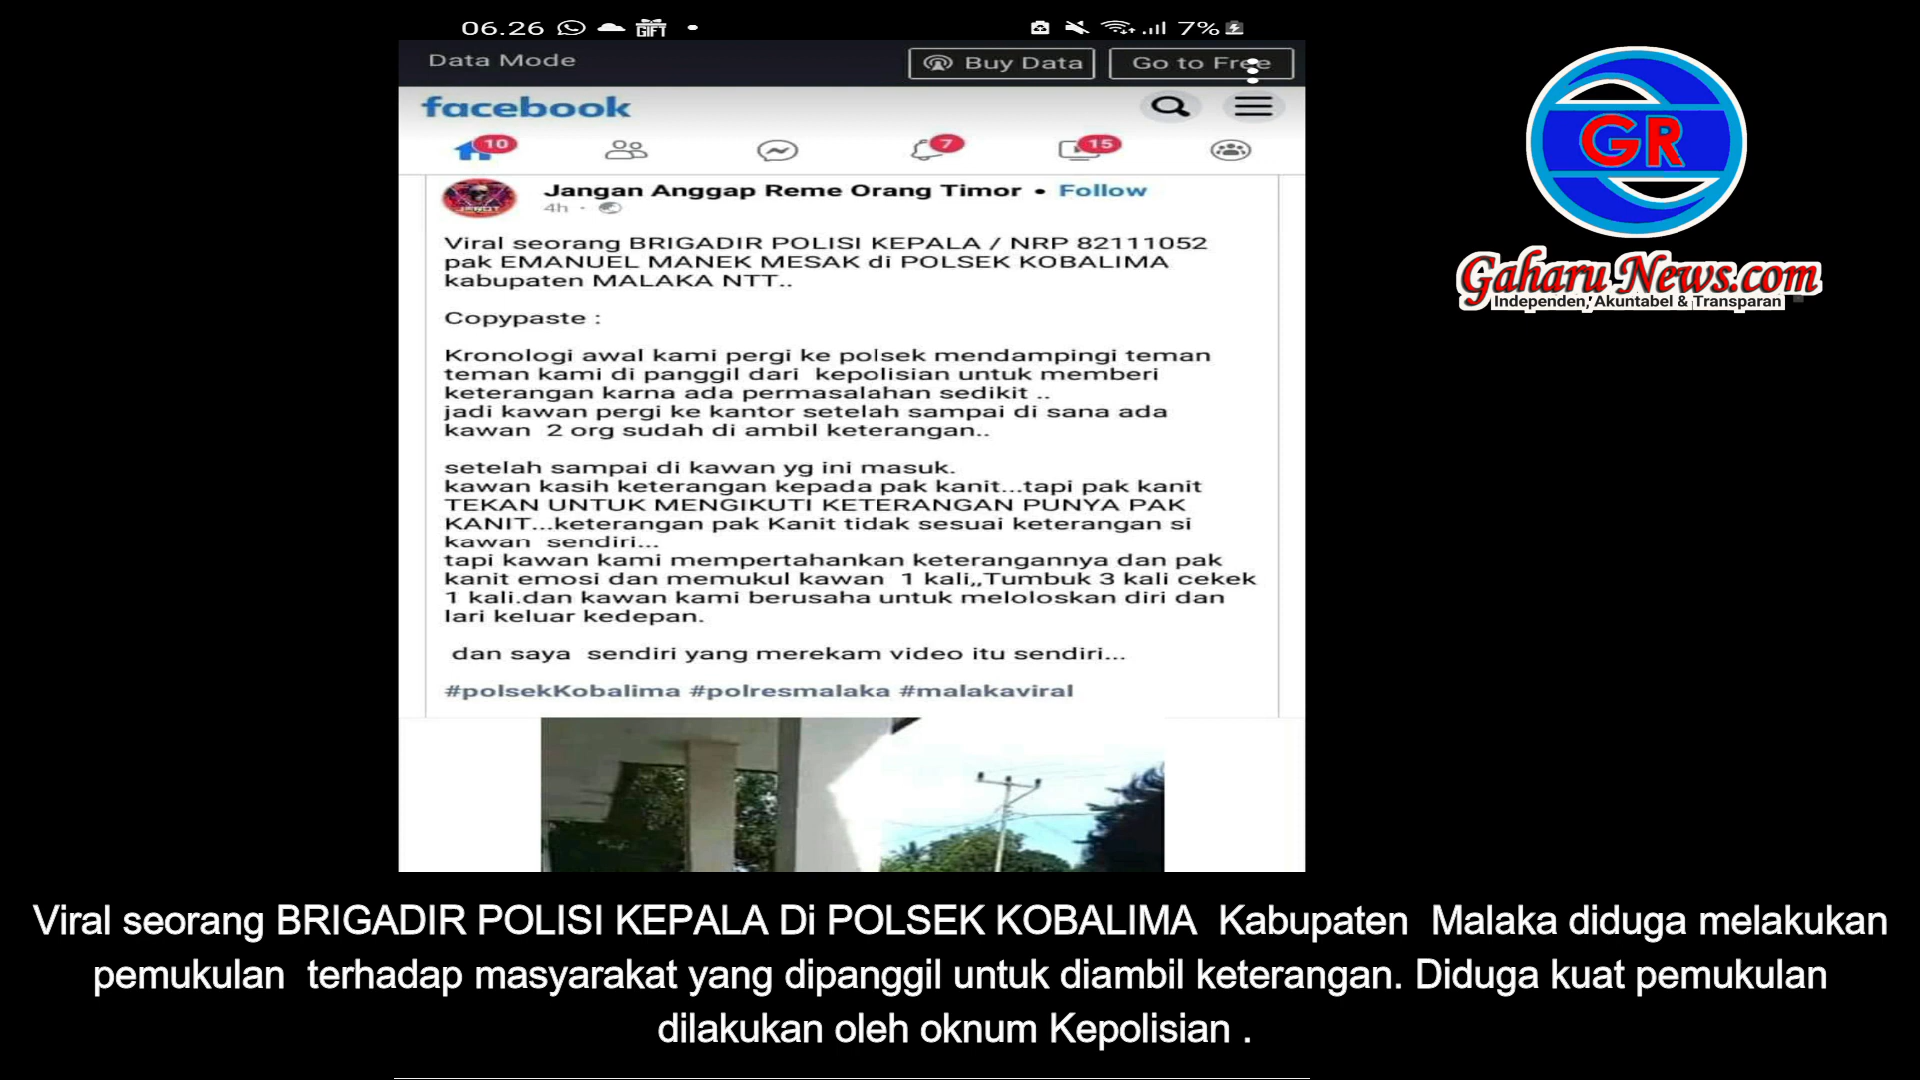 06.26 GIFT 7%
Data Mode Buy Data Go to Free
facebook
10 7 15
Jangan Anggap Reme Orang Timor • Follow
4h ·
Viral seorang BRIGADIR POLISI KEPALA / NRP 82111052
pak EMANUEL MANEK MESAK di POLSEK KOBALIMA
kabupaten MALAKA NTT..
Copypaste :
Kronologi awal kami pergi ke polsek mendampingi teman
teman kami di panggil dari kepolisian untuk memberi
keterangan karna ada permasalahan sedikit ..
jadi kawan pergi ke kantor setelah sampai di sana ada
kawan 2 org sudah di ambil keterangan..
setelah sampai di kawan yg ini masuk.
kawan kasih keterangan kepada pak kanit...tapi pak kanit
TEKAN UNTUK MENGIKUTI KETERANGAN PUNYA PAK
KANIT...keterangan pak Kanit tidak sesuai keterangan si
kawan sendiri...
tapi kawan kami mempertahankan keterangannya dan pak
kanit emosi dan memukul kawan 1 kali,,Tumbuk 3 kali cekek
1 kali.dan kawan kami berusaha untuk meloloskan diri dan
lari keluar kedepan.
dan saya sendiri yang merekam video itu sendiri...
#polsekKobalima #polresmalaka #malakaviral
GR
Gaharu News.com
Independen, Akuntabel & Transparan
Viral seorang BRIGADIR POLISI KEPALA Di POLSEK KOBALIMA Kabupaten Malaka diduga melakukan
pemukulan terhadap masyarakat yang dipanggil untuk diambil keterangan. Diduga kuat pemukulan
dilakukan oleh oknum Kepolisian .